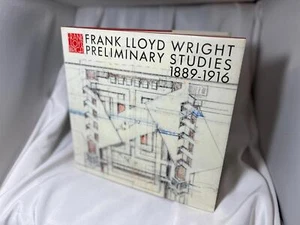 FRANK LLOYD WRIGHT
PRELIMINARY STUDIES
1889-1916